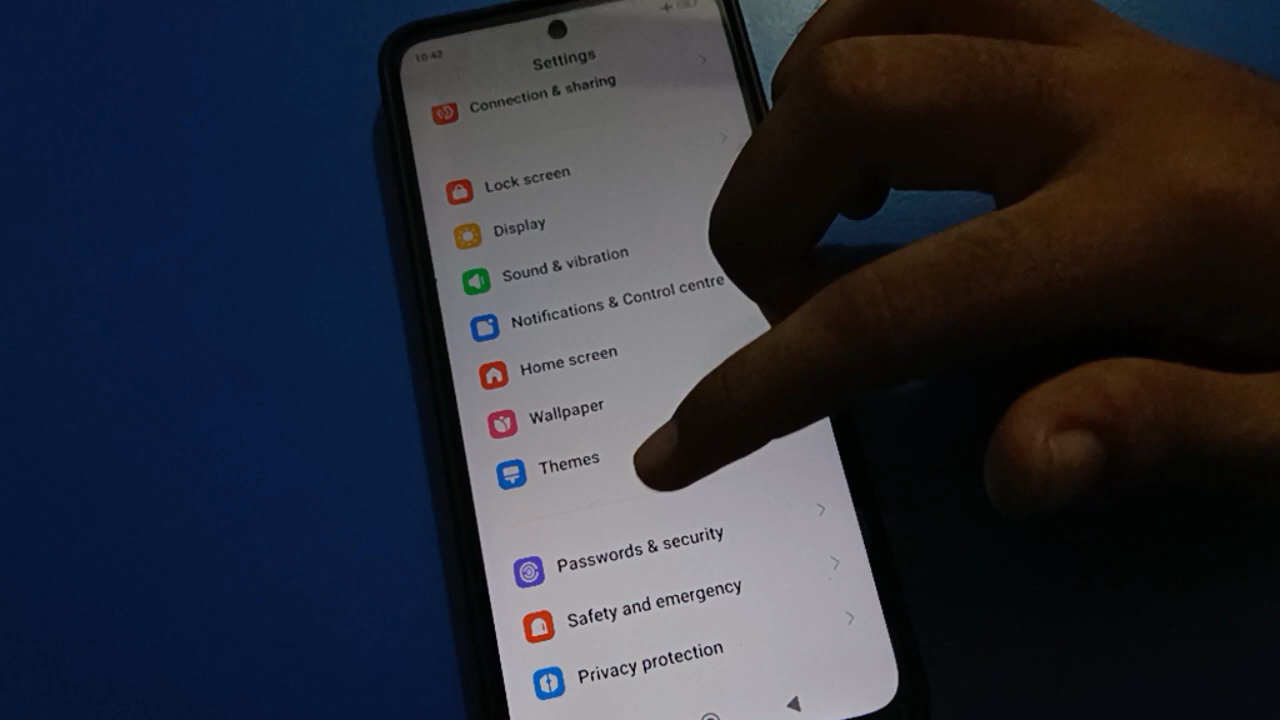 10:42
Settings
Connection & sharing
Lock screen
Display
Sound & vibration
Notifications & Control centre
Home screen
Wallpaper
Themes
Passwords & security
Safety and emergency
Privacy protection